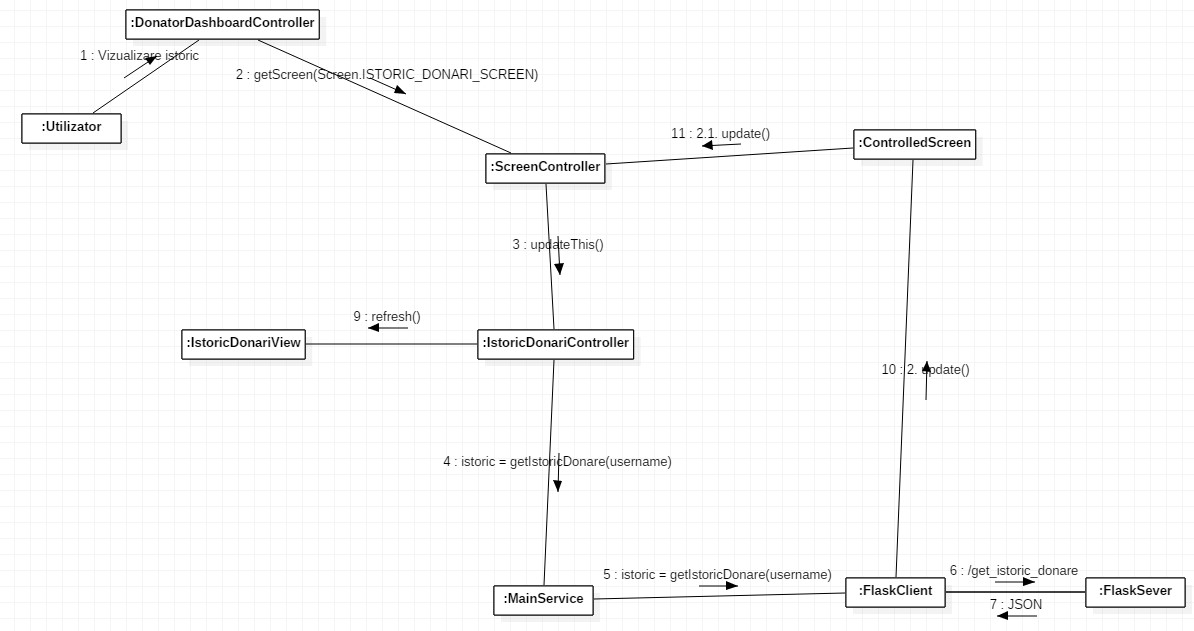 :DonatorDashboardController
1 : Vizualizare istoric
2 : getScreen(Screen.ISTORIC_DONARI_SCREEN)
:Utilizator
11 : 2.1. update()
:ControlledScreen
:ScreenController
3 : updateThis()
9 : refresh()
:IstoricDonariView
:IstoricDonariController
10 : 2. update()
4 : istoric = getIstoricDonare(username)
5 : istoric = getIstoricDonare(username)
6 : /get_istoric_donare
:MainService
:FlaskClient
:FlaskSever
7 : JSON